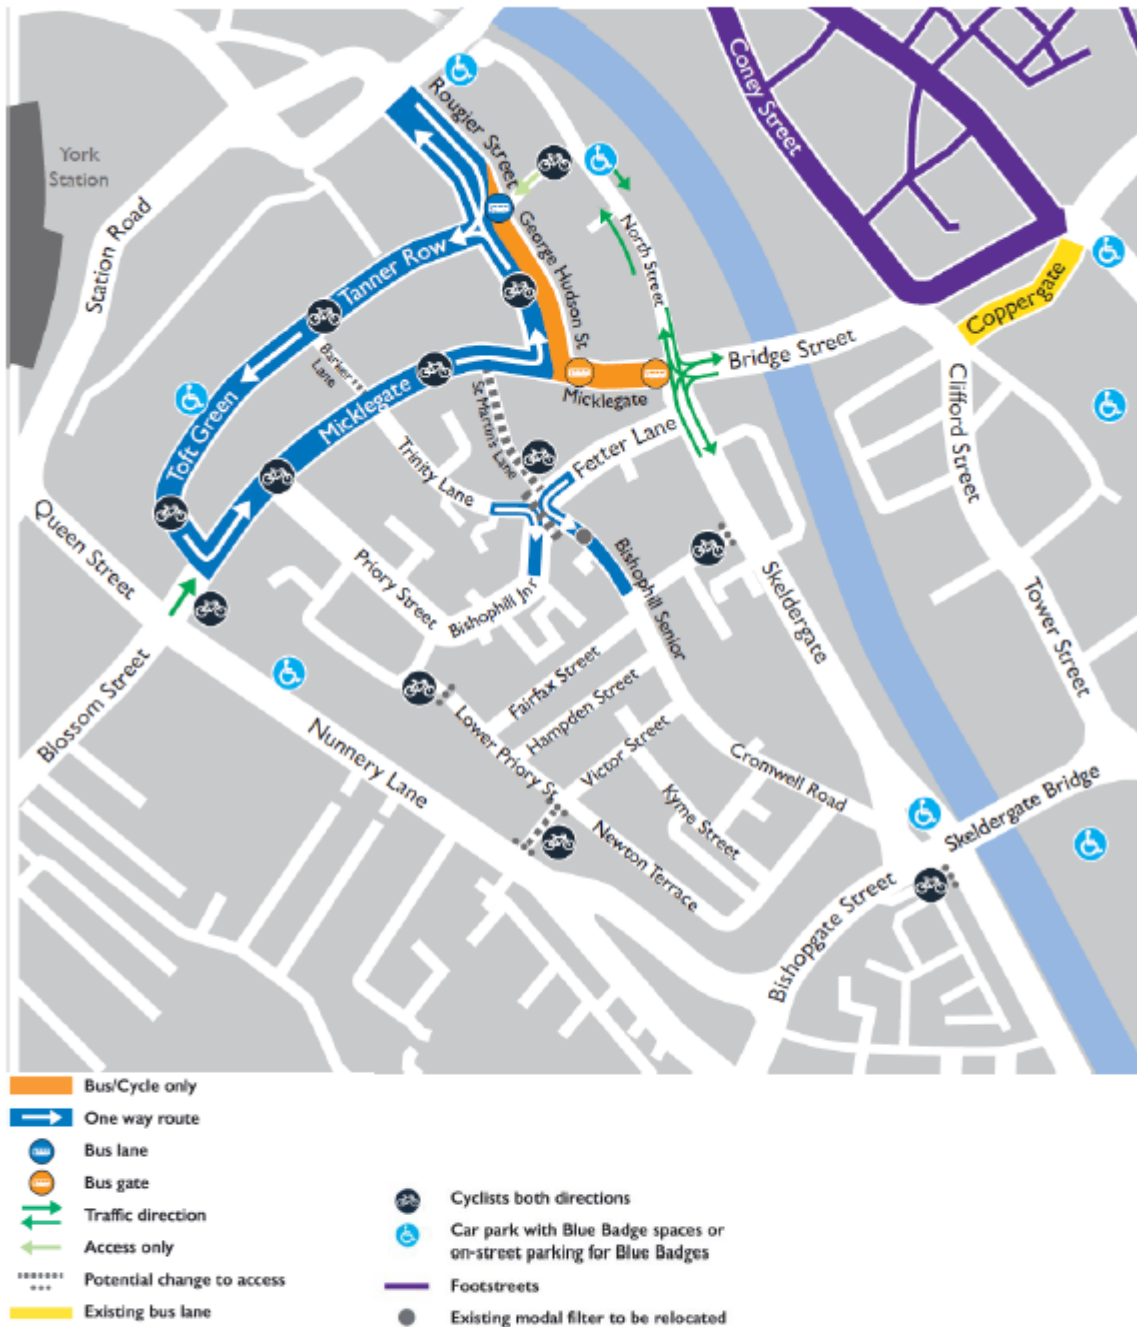 York
Station
Station Road
Rougier Street
Coney Street
George Hudson St
North Street
Tanner Row
Barker
Lane
Toft Green
Micklegate
Micklegate
Bridge Street
Coppergate
Clifford Street
St Martin's Lane
Fetter Lane
Trinity Lane
Queen Street
Priory Street
Bishophill Jnr
Bishophill Senior
Skeldergate
Tower Street
Blossom Street
Nunnery Lane
Fairfax Street
Hampden Street
Lower Priory St
Victor Street
Kyme Street
Cromwell Road
Newton Terrace
Skeldergate Bridge
Bishopgate Street
Bus/Cycle only
One way route
Bus lane
Bus gate
Traffic direction
Access only
Potential change to access
Existing bus lane
Cyclists both directions
Car park with Blue Badge spaces or
on-street parking for Blue Badges
Footstreets
Existing modal filter to be relocated